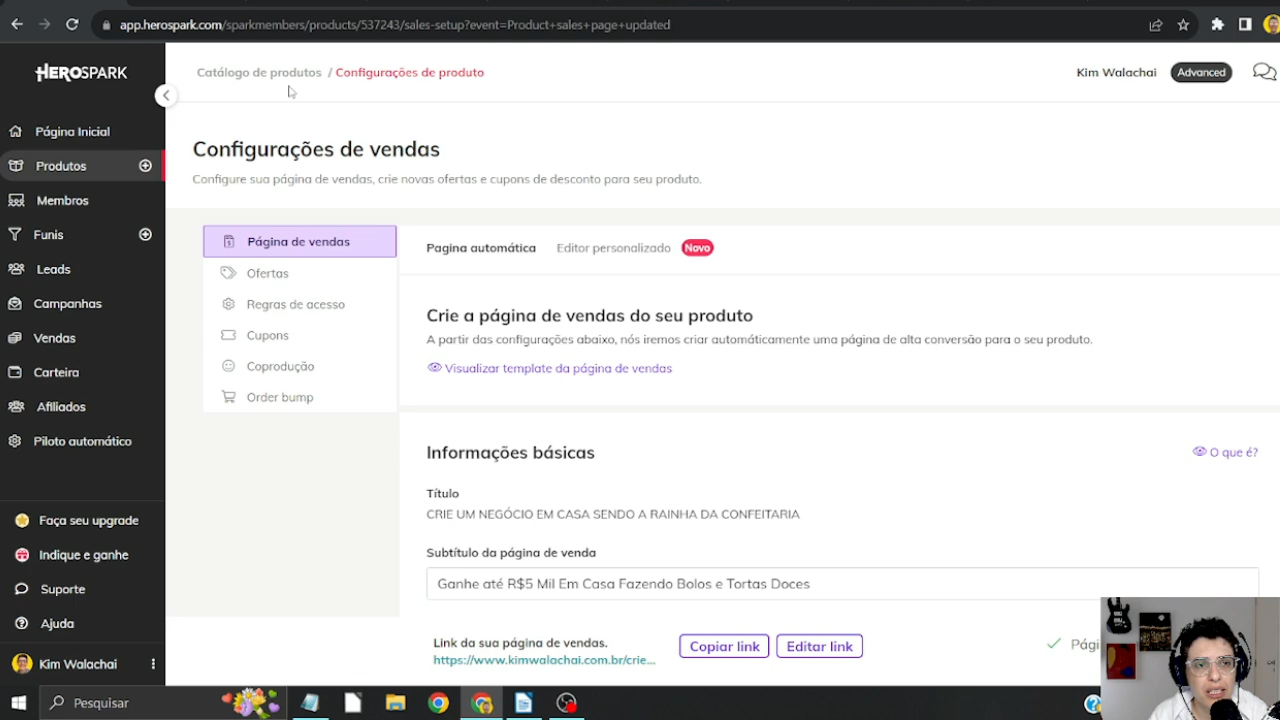 app.herospark.com/sparkmembers/products/537243/sales-setup?event=Product+sales+page+updated
HEROSPARK
Catálogo de produtos / Configurações de produto
Kim Walachai
Advanced
Página Inicial
Produtos
Membros
Funis
Leads
Campanhas
Vendas
Carteira
Afiliados
Piloto automático
Faça seu upgrade
Indique e ganhe
Suporte
Ajuda
Kim Walachai
Configurações de vendas
Configure sua página de vendas, crie novas ofertas e cupons de desconto para seu produto.
Página de vendas
Ofertas
Regras de acesso
Cupons
Coprodução
Order bump
Pagina automática
Editor personalizado
Novo
Crie a página de vendas do seu produto
A partir das configurações abaixo, nós iremos criar automáticamente uma página de alta conversão para o seu produto.
Visualizar template da página de vendas
Informações básicas
O que é?
Título
CRIE UM NEGÓCIO EM CASA SENDO A RAINHA DA CONFEITARIA
Subtítulo da página de venda
Ganhe até R$5 Mil Em Casa Fazendo Bolos e Tortas Doces
Link da sua página de vendas.
https://www.kimwalachai.com.br/crie...
Copiar link
Editar link
Pági
Pesquisar